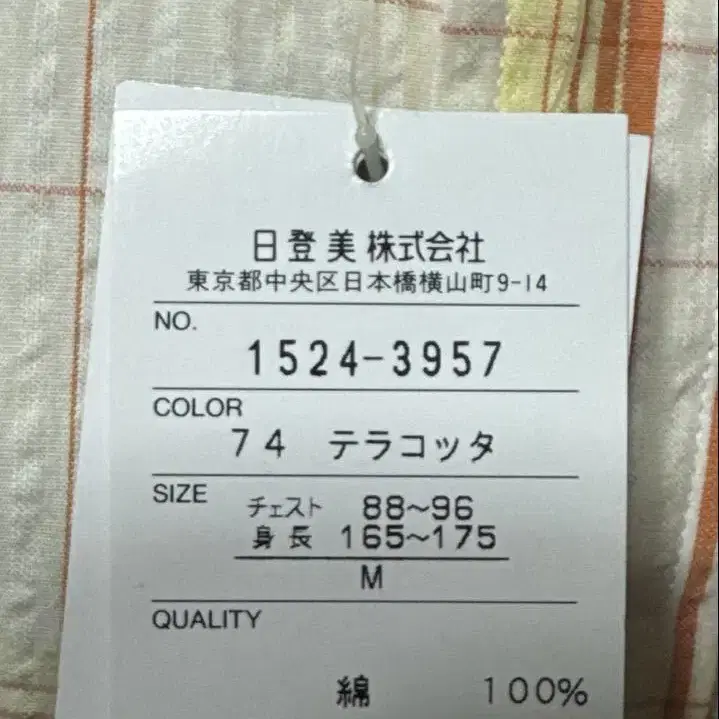 日登美株式会社
東京都中央区日本橋横山町9-14
NO.
1524-3957
COLOR
74 テラコッタ
SIZE
チェスト 88~96
身長 165~175
M
QUALITY
綿 100%